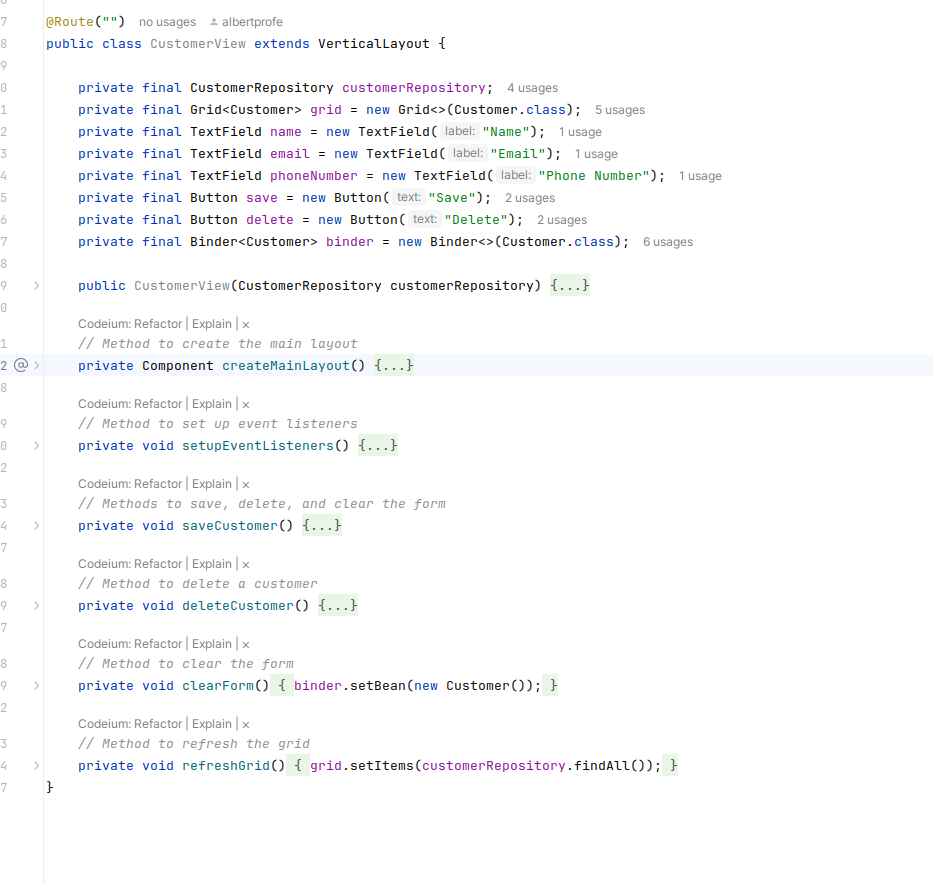 7 @Route("") no usages albertprofe
8 public class CustomerView extends VerticalLayout {
9
0 private final CustomerRepository customerRepository; 4 usages
1 private final Grid<Customer> grid = new Grid<>(Customer.class); 5 usages
2 private final TextField name = new TextField( label: "Name"); 1 usage
3 private final TextField email = new TextField( label: "Email"); 1 usage
4 private final TextField phoneNumber = new TextField( label: "Phone Number"); 1 usage
5 private final Button save = new Button( text: "Save"); 2 usages
6 private final Button delete = new Button( text: "Delete"); 2 usages
7 private final Binder<Customer> binder = new Binder<>(Customer.class); 6 usages
8
9 public CustomerView(CustomerRepository customerRepository) {...}
0
Codeium: Refactor | Explain | ×
1 // Method to create the main layout
2 @ private Component createMainLayout() {...}
8
Codeium: Refactor | Explain | ×
9 // Method to set up event listeners
0 private void setupEventListeners() {...}
2
Codeium: Refactor | Explain | ×
3 // Methods to save, delete, and clear the form
4 private void saveCustomer() {...}
7
Codeium: Refactor | Explain | ×
8 // Method to delete a customer
9 private void deleteCustomer() {...}
7
Codeium: Refactor | Explain | ×
8 // Method to clear the form
9 private void clearForm() { binder.setBean(new Customer()); }
2
Codeium: Refactor | Explain | ×
3 // Method to refresh the grid
4 private void refreshGrid() { grid.setItems(customerRepository.findAll()); }
7 }